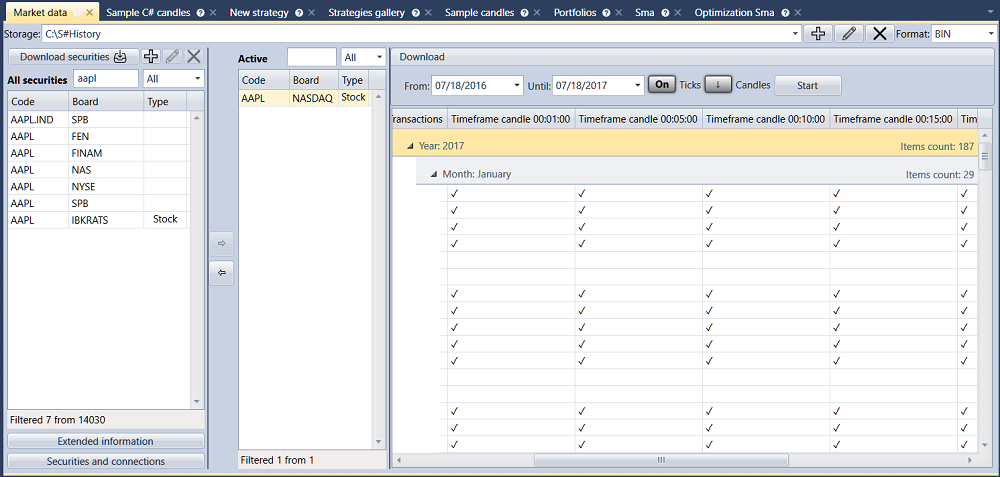 Market data Sample C# candles New strategy Strategies gallery Sample candles Portfolios Sma Optimization Sma
Storage: C:\S#History Format: BIN
Download securities
All securities aapl All
Code Board Type
AAPL.IND SPB
AAPL FEN
AAPL FINAM
AAPL NAS
AAPL NYSE
AAPL SPB
AAPL IBKRATS Stock
Filtered 7 from 14030
Extended information
Securities and connections
Active All
Code Board Type
AAPL NASDAQ Stock
Filtered 1 from 1
Download
From: 07/18/2016 Until: 07/18/2017 On Ticks ↓ Candles Start
Transactions Timeframe candle 00:01:00 Timeframe candle 00:05:00 Timeframe candle 00:10:00 Timeframe candle 00:15:00 Tim
Year: 2017 Items count: 187
Month: January Items count: 29